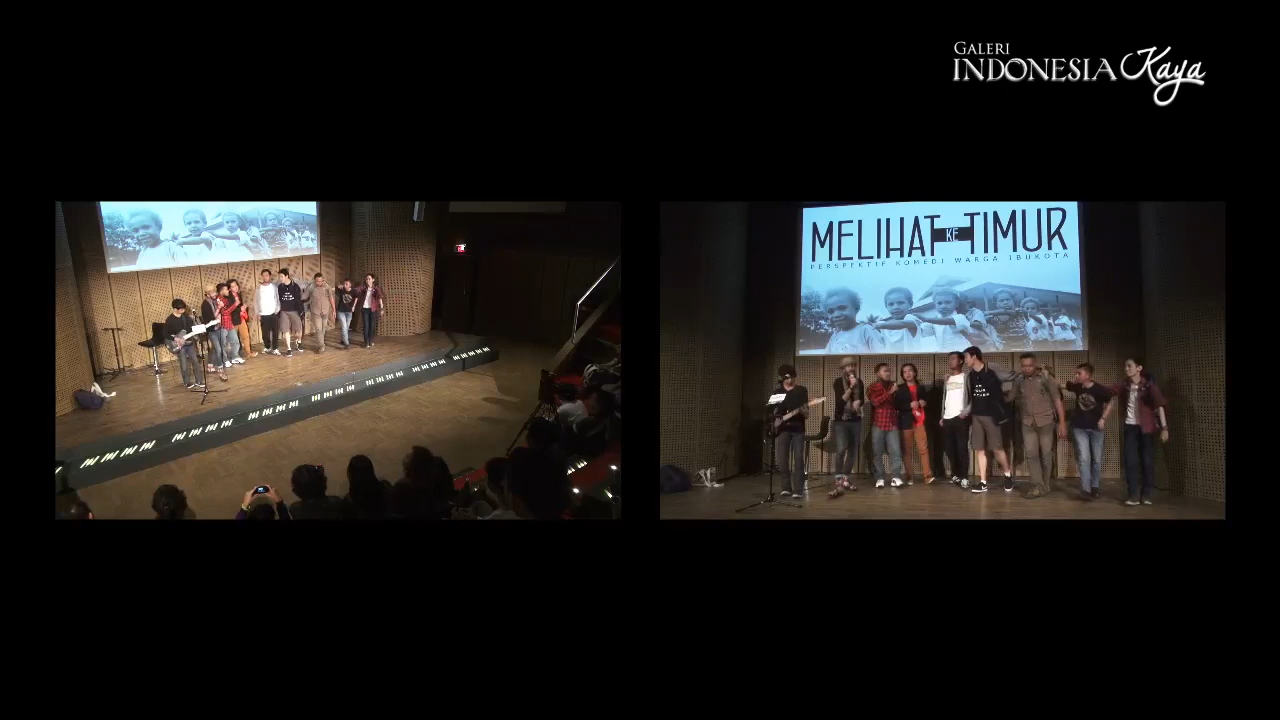 GALERI
INDONESIA Kaya
MELIHAT KE TIMUR
PERSPEKTIF KOMEDI WARGA IBUKOTA